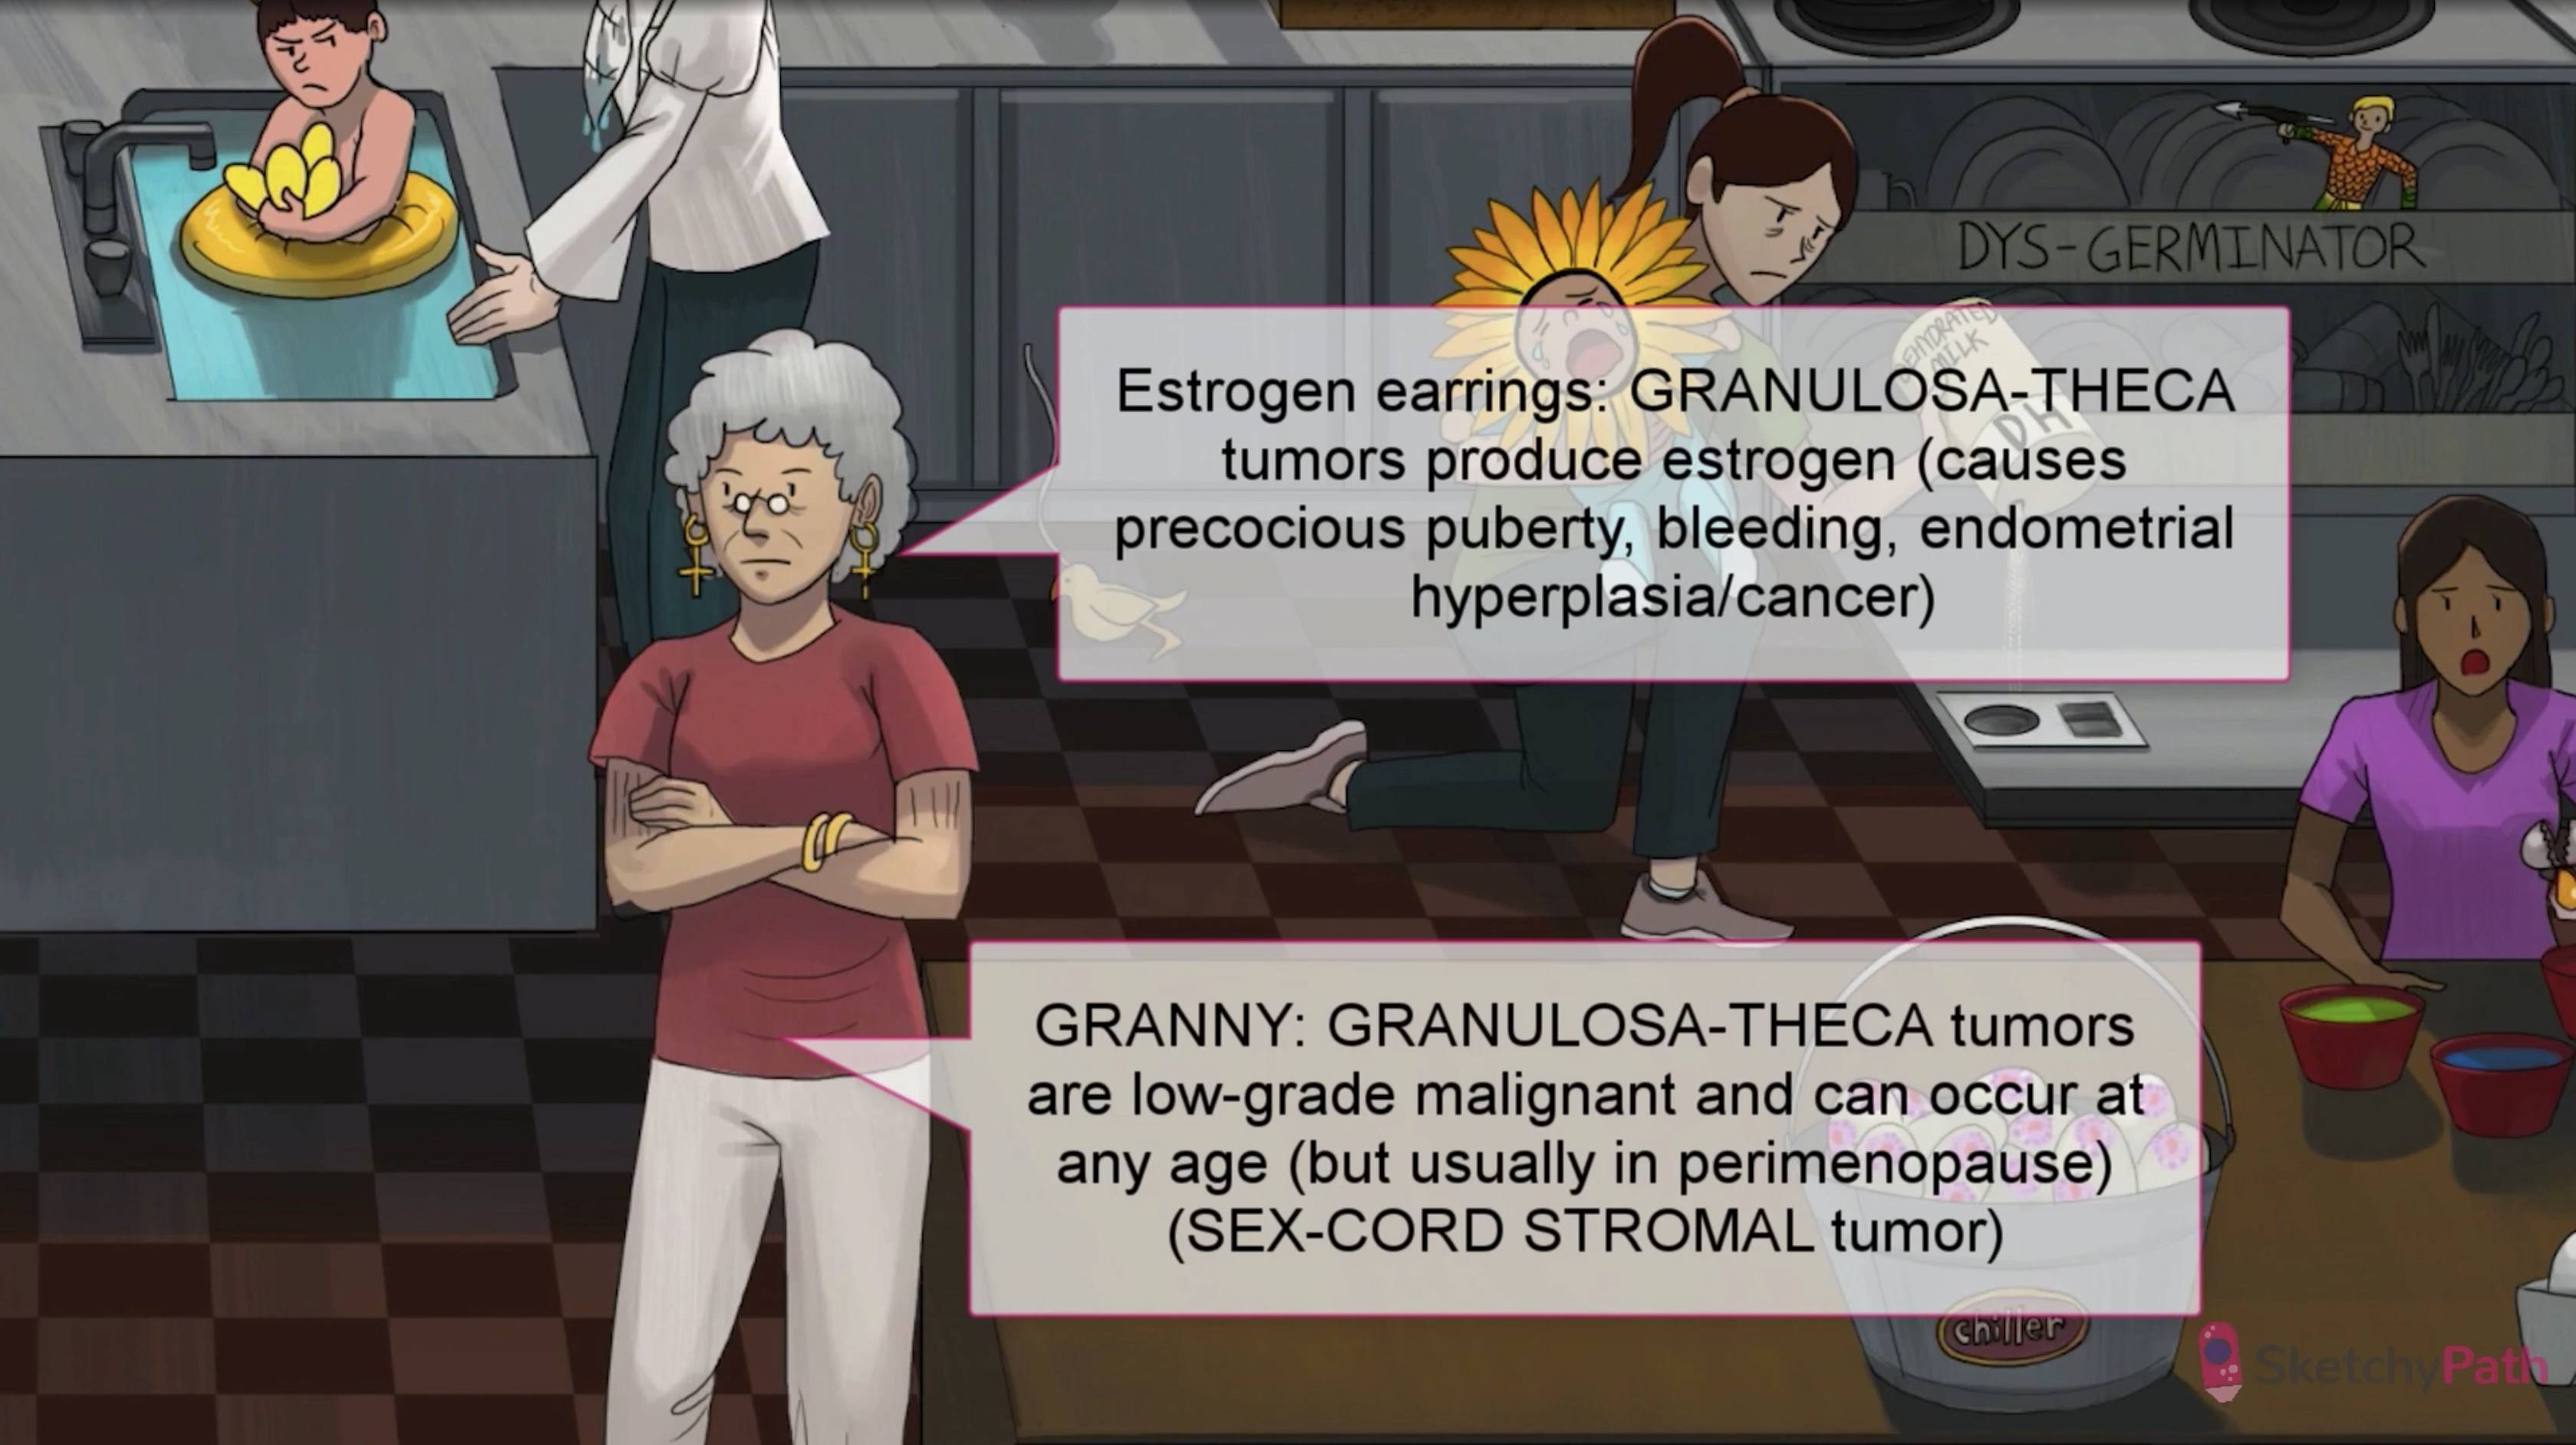 DYS-GERMINATOR
DEHYDRATED
MILK
DH
Estrogen earrings: GRANULOSA-THECA
tumors produce estrogen (causes
precocious puberty, bleeding, endometrial
hyperplasia/cancer)
GRANNY: GRANULOSA-THECA tumors
are low-grade malignant and can occur at
any age (but usually in perimenopause)
(SEX-CORD STROMAL tumor)
chiller
SketchyPath